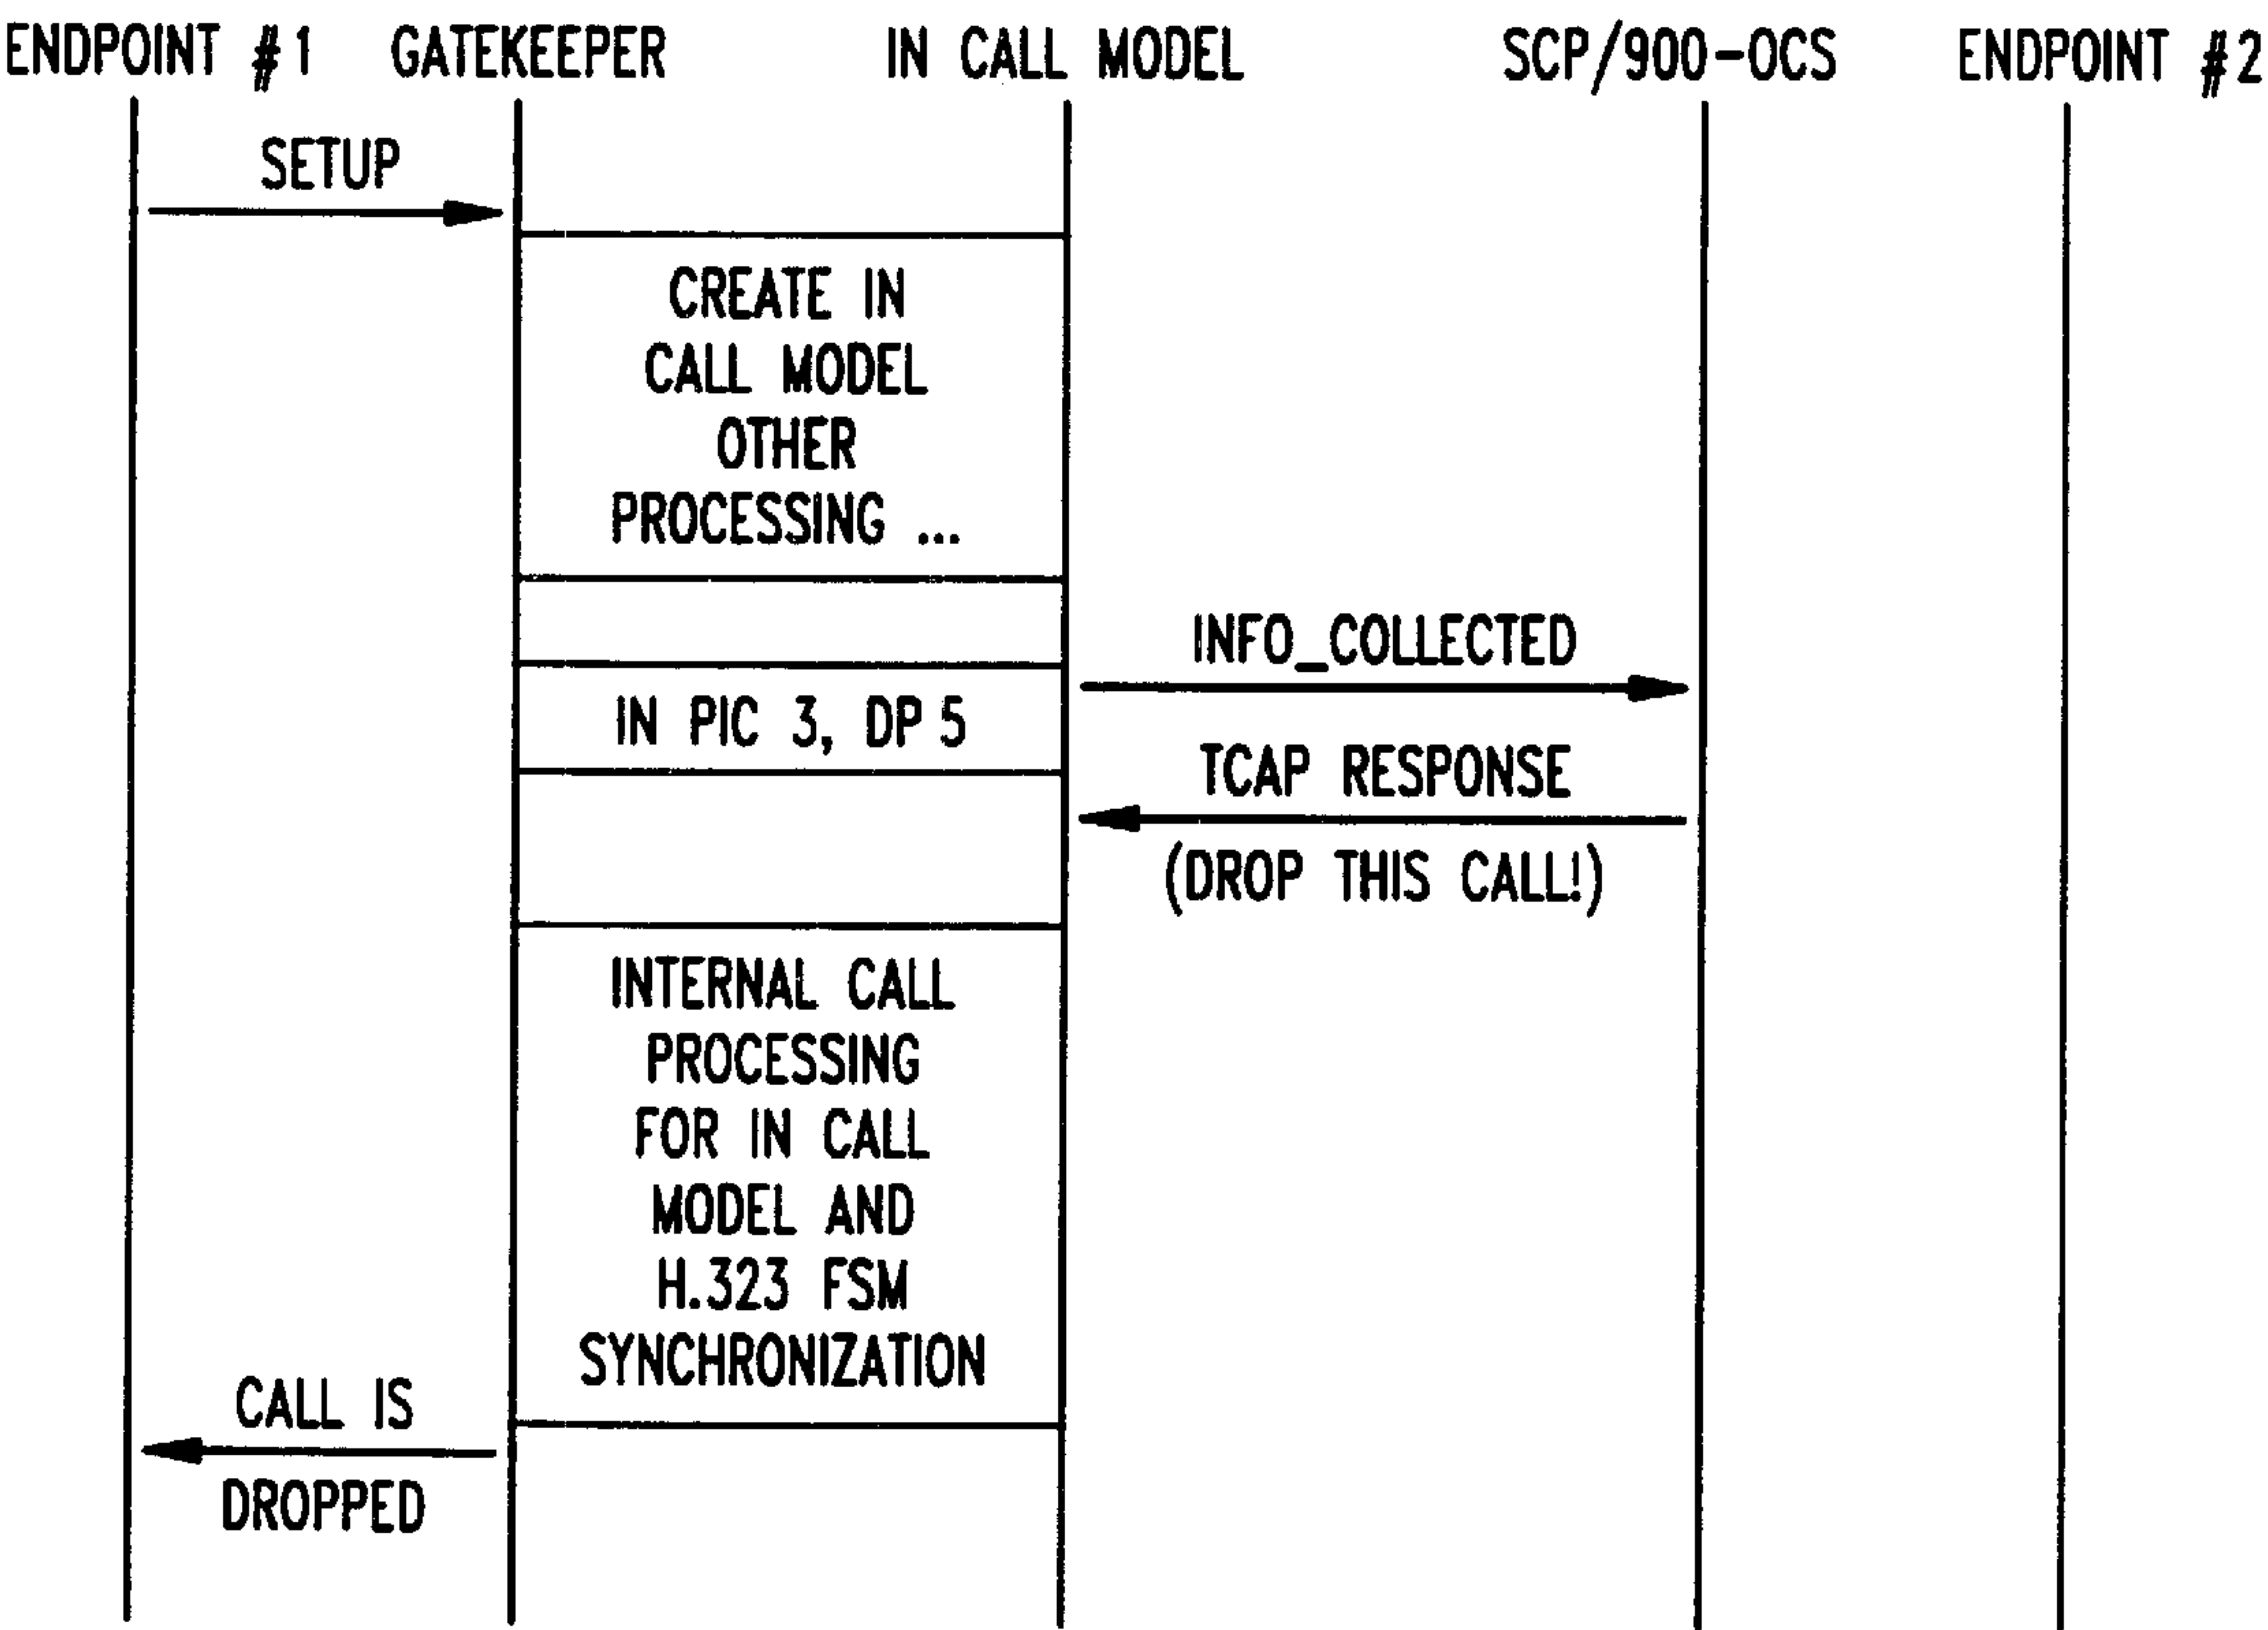 ENDPOINT #1 GATEKEEPER IN CALL MODEL SCP/900-OCS ENDPOINT #2
SETUP
CREATE IN
CALL MODEL
OTHER
PROCESSING ...
INFO_COLLECTED
IN PIC 3, DP 5
TCAP RESPONSE
(DROP THIS CALL!)
INTERNAL CALL
PROCESSING
FOR IN CALL
MODEL AND
H.323 FSM
SYNCHRONIZATION
CALL IS
DROPPED